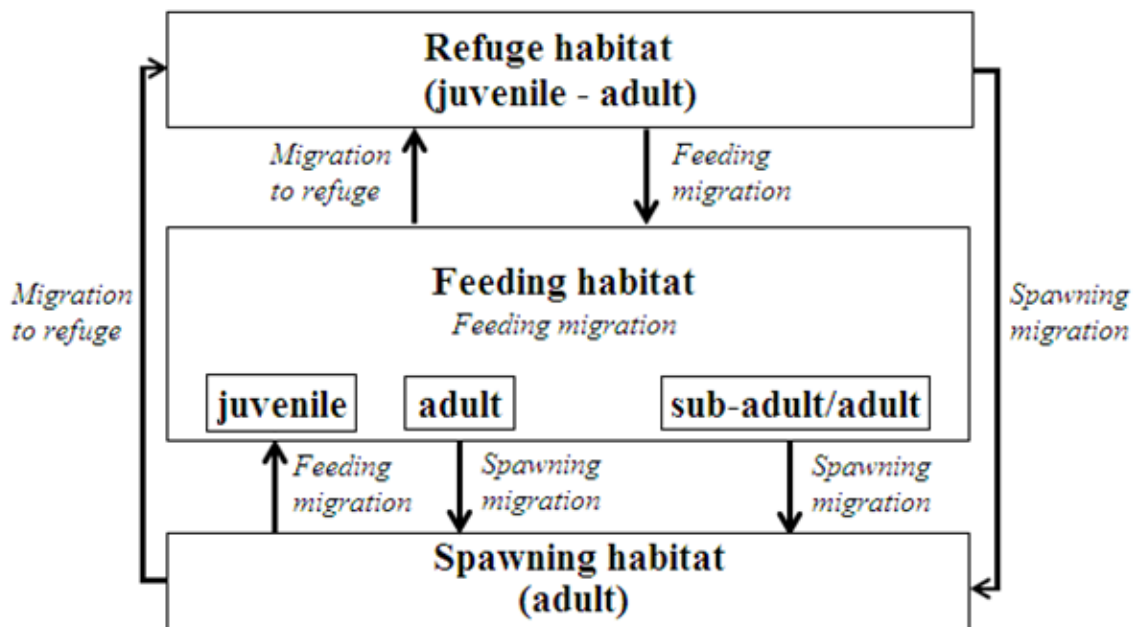 Refuge habitat
(juvenile - adult)
Migration
to refuge
Feeding
migration
Feeding habitat
Feeding migration
Migration
to refuge
Spawning
migration
juvenile
adult
sub-adult/adult
Feeding
migration
Spawning
migration
Spawning
migration
Spawning habitat
(adult)